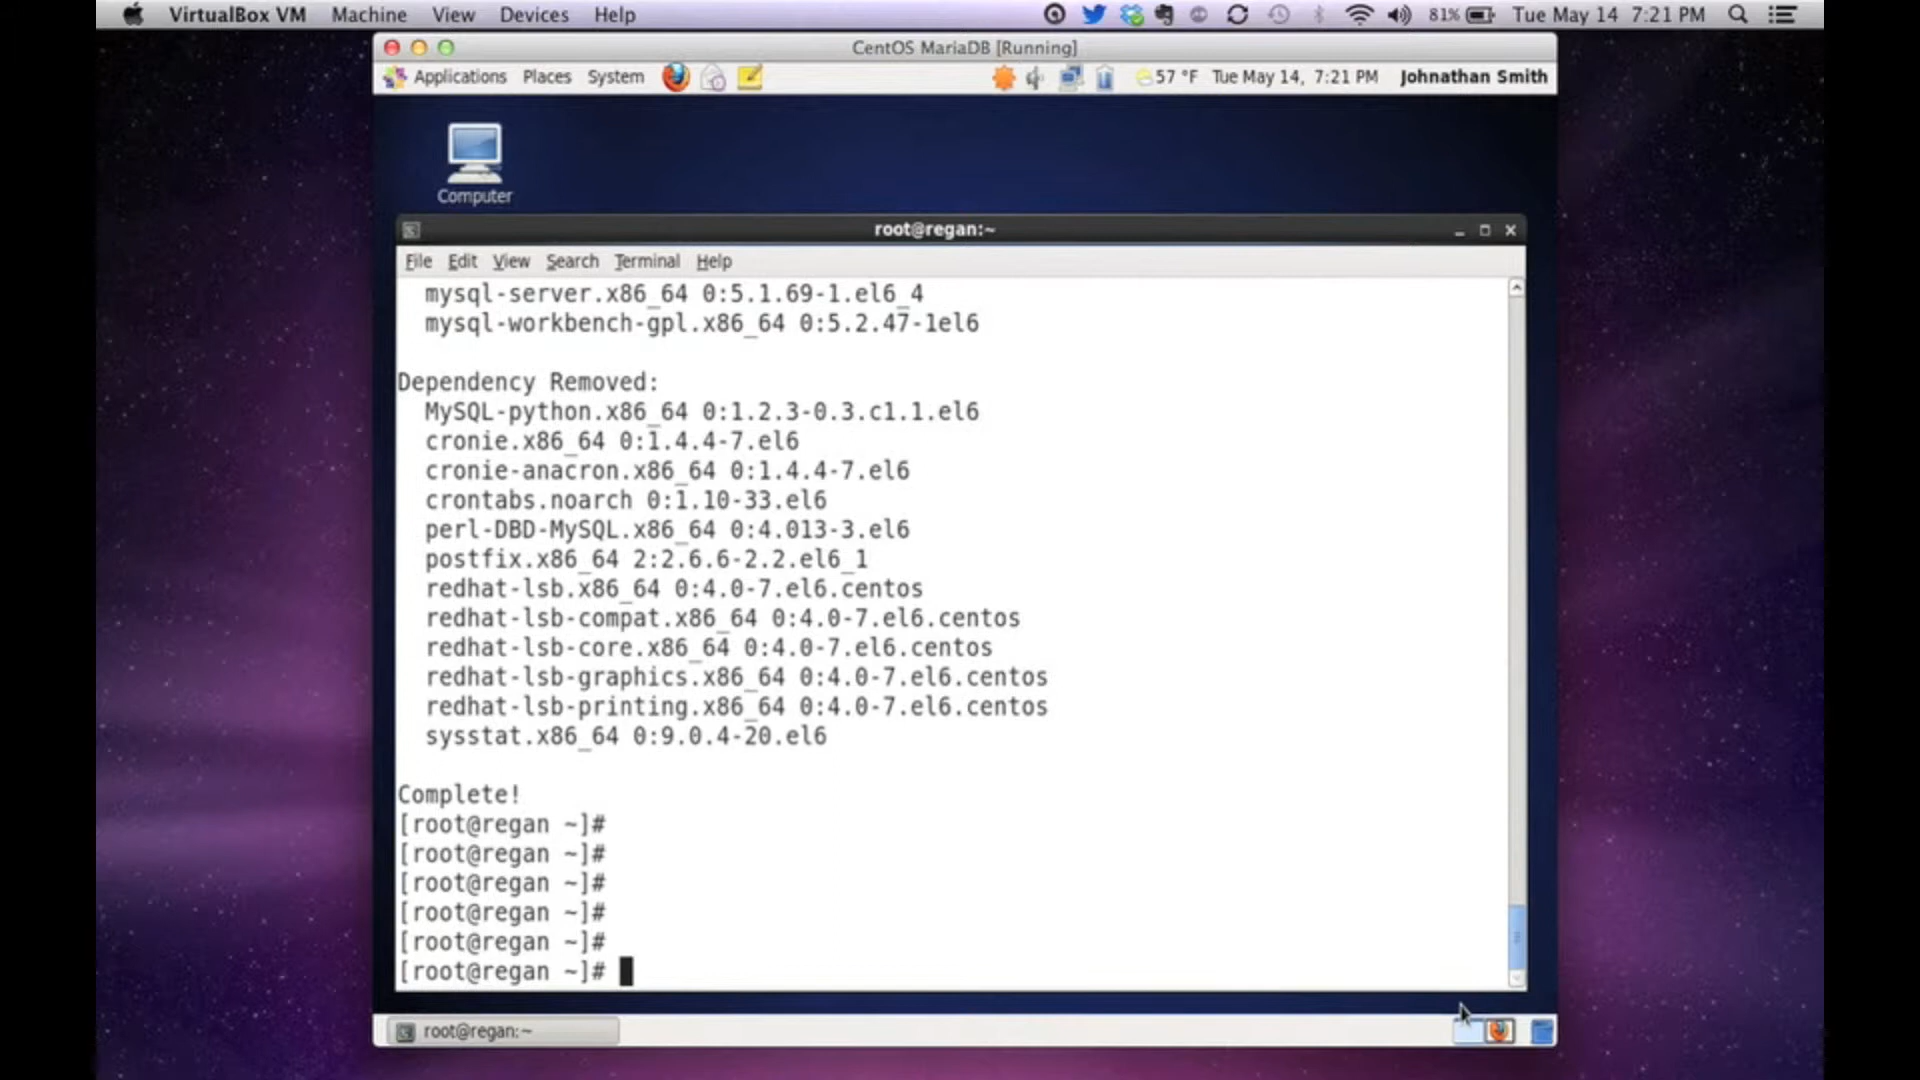 VirtualBox VM Machine View Devices Help 81% Tue May 14 7:21 PM
CentOS MariaDB [Running]
Applications Places System 57 °F Tue May 14, 7:21 PM Johnathan Smith
Computer
root@regan:~
File Edit View Search Terminal Help
mysql-server.x86_64 0:5.1.69-1.el6_4
mysql-workbench-gpl.x86_64 0:5.2.47-1el6
Dependency Removed:
MySQL-python.x86_64 0:1.2.3-0.3.c1.1.el6
cronie.x86_64 0:1.4.4-7.el6
cronie-anacron.x86_64 0:1.4.4-7.el6
crontabs.noarch 0:1.10-33.el6
perl-DBD-MySQL.x86_64 0:4.013-3.el6
postfix.x86_64 2:2.6.6-2.2.el6_1
redhat-lsb.x86_64 0:4.0-7.el6.centos
redhat-lsb-compat.x86_64 0:4.0-7.el6.centos
redhat-lsb-core.x86_64 0:4.0-7.el6.centos
redhat-lsb-graphics.x86_64 0:4.0-7.el6.centos
redhat-lsb-printing.x86_64 0:4.0-7.el6.centos
sysstat.x86_64 0:9.0.4-20.el6
Complete!
[root@regan ~]#
[root@regan ~]#
[root@regan ~]#
[root@regan ~]#
[root@regan ~]#
[root@regan ~]#
root@regan:~